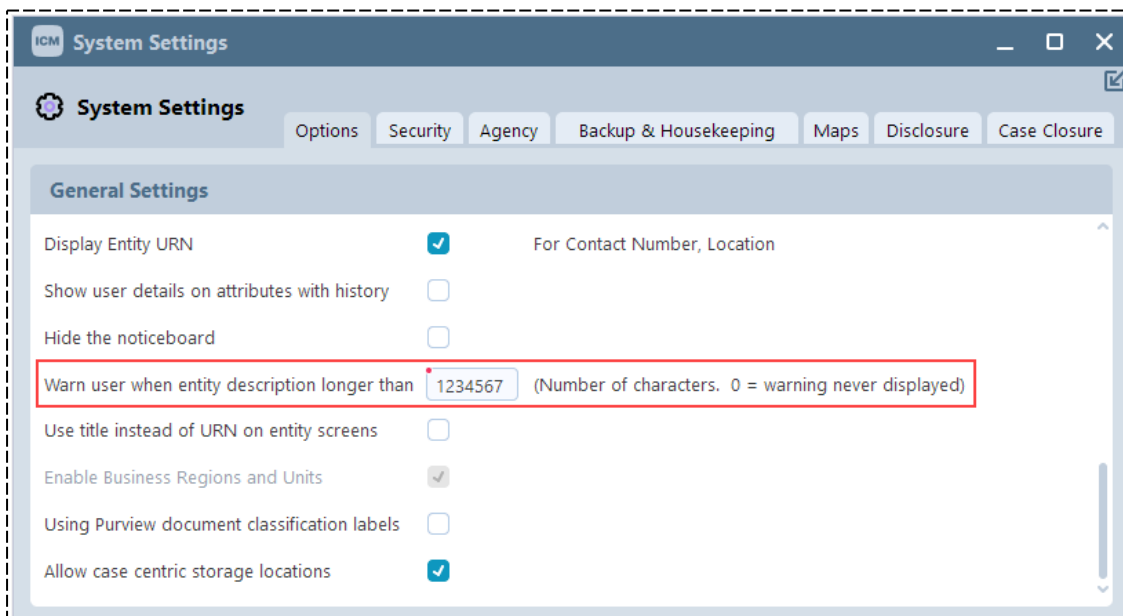 ICM System Settings
System Settings
Options Security Agency Backup & Housekeeping Maps Disclosure Case Closure
General Settings
Display Entity URN For Contact Number, Location
Show user details on attributes with history
Hide the noticeboard
Warn user when entity description longer than 1234567 (Number of characters. 0 = warning never displayed)
Use title instead of URN on entity screens
Enable Business Regions and Units
Using Purview document classification labels
Allow case centric storage locations